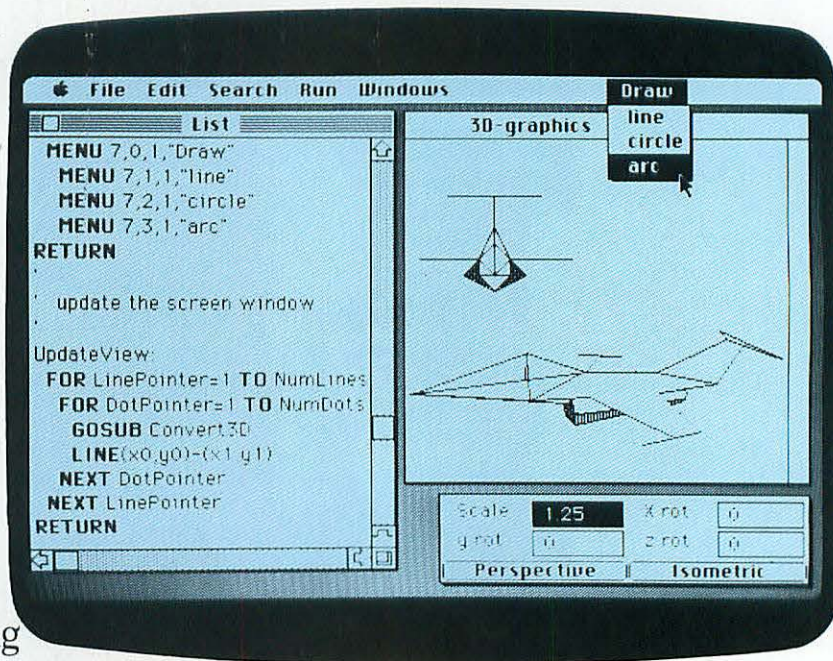 File Edit Search Run Windows Draw
line
circle
arc
List
MENU 7,0,1,"Draw"
MENU 7,1,1,"line"
MENU 7,2,1,"circle"
MENU 7,3,1,"arc"
RETURN
'
' update the screen window
'
UpdateView:
FOR LinePointer=1 TO NumLines
FOR DotPointer=1 TO NumDots
GOSUB Convert3D
LINE(x0,y0)-(x1,y1)
NEXT DotPointer
NEXT LinePointer
RETURN
3D-graphics
Scale 1.25 X rot 0
y rot 0 z rot 0
Perspective Isometric
g